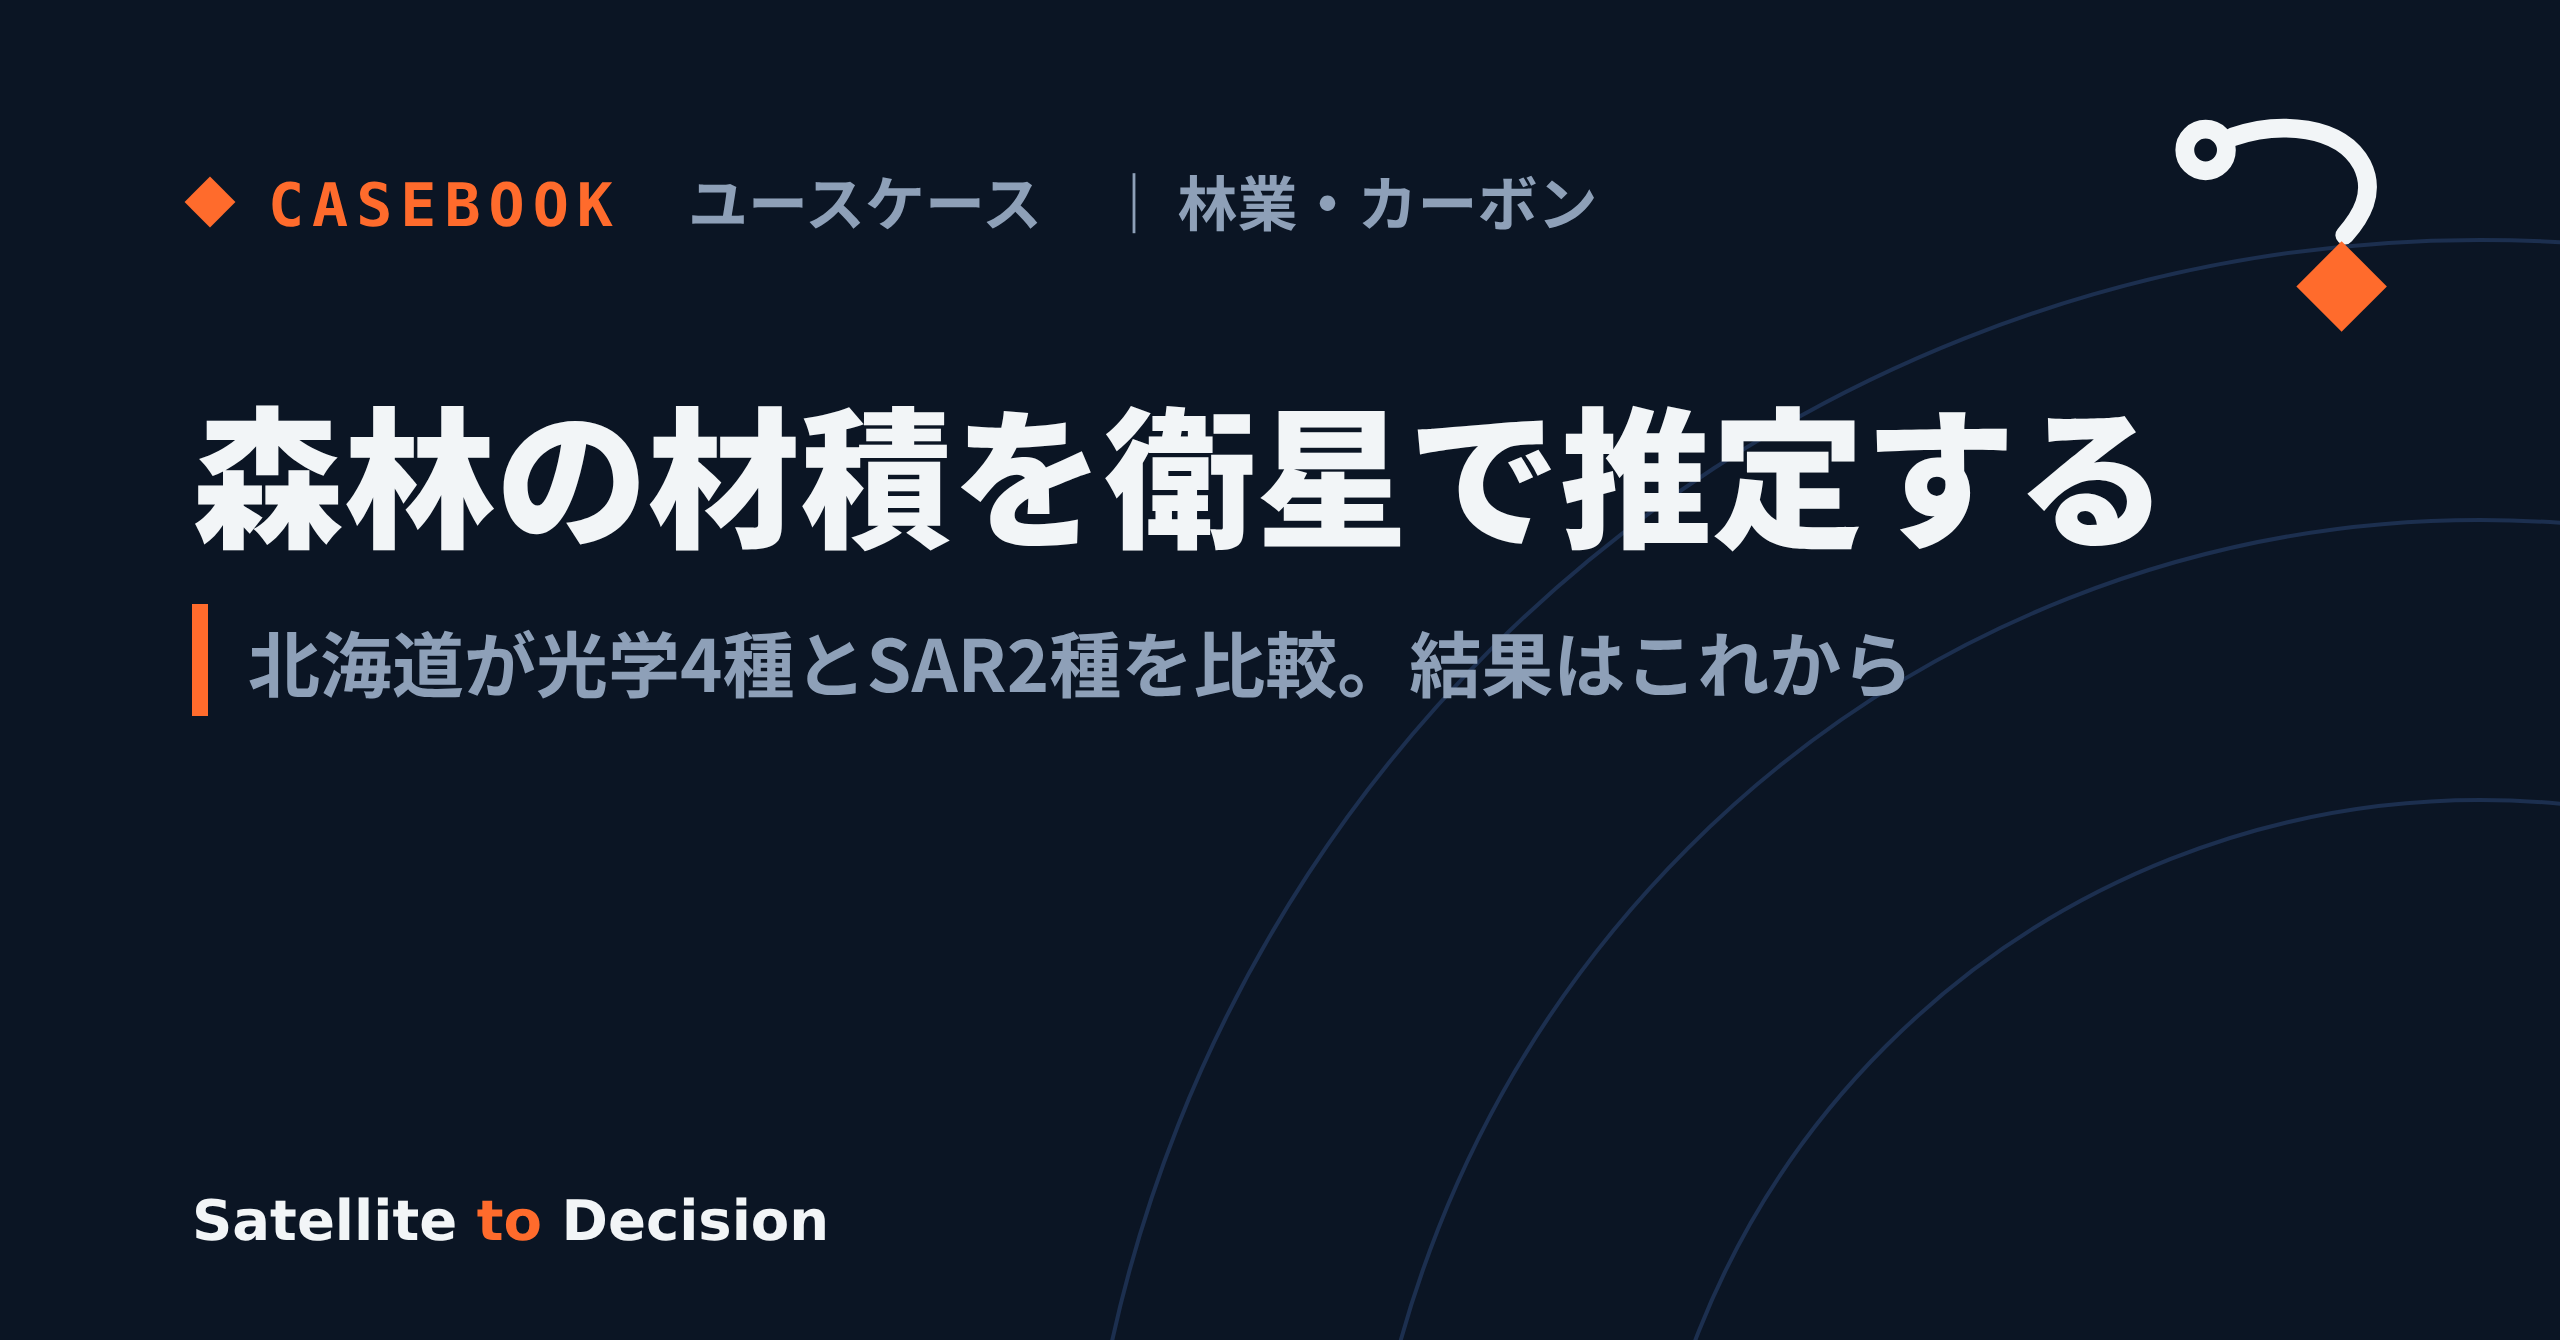 CASEBOOK ユースケース ｜ 林業・カーボン
森林の材積を衛星で推定する
北海道が光学4種とSAR2種を比較。結果はこれから
Satellite to Decision